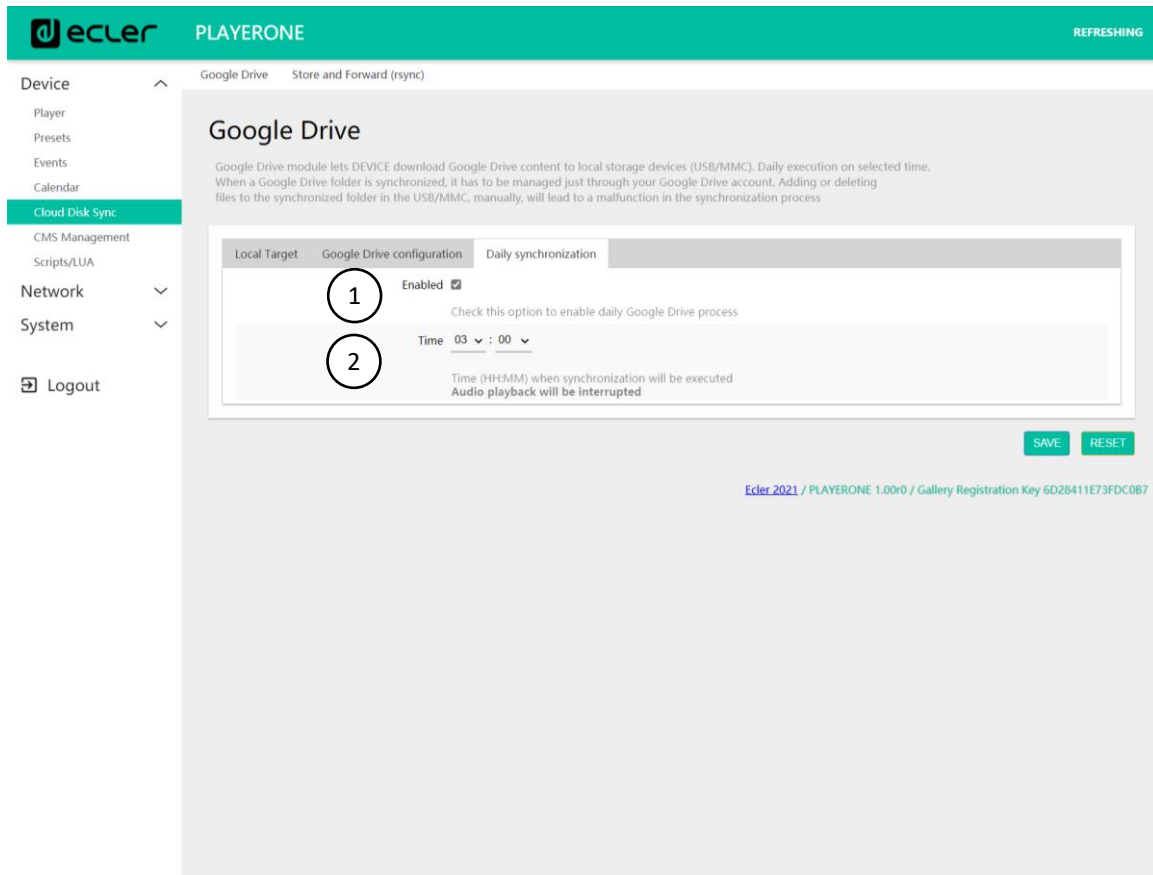 ecler
PLAYERONE
REFRESHING
Device
Player
Presets
Events
Calendar
Cloud Disk Sync
CMS Management
Scripts/LUA
Network
System
Logout
Google Drive Store and Forward (rsync)
Google Drive
Google Drive module lets DEVICE download Google Drive content to local storage devices (USB/MMC). Daily execution on selected time.
When a Google Drive folder is synchronized, it has to be managed just through your Google Drive account. Adding or deleting
files to the synchronized folder in the USB/MMC, manually, will lead to a malfunction in the synchronization process
Local Target Google Drive configuration Daily synchronization
1 Enabled
Check this option to enable daily Google Drive process
2 Time 03 : 00
Time (HH:MM) when synchronization will be executed
Audio playback will be interrupted
SAVE RESET
Ecler 2021 / PLAYERONE 1.00r0 / Gallery Registration Key 6D28411E73FDC0B7